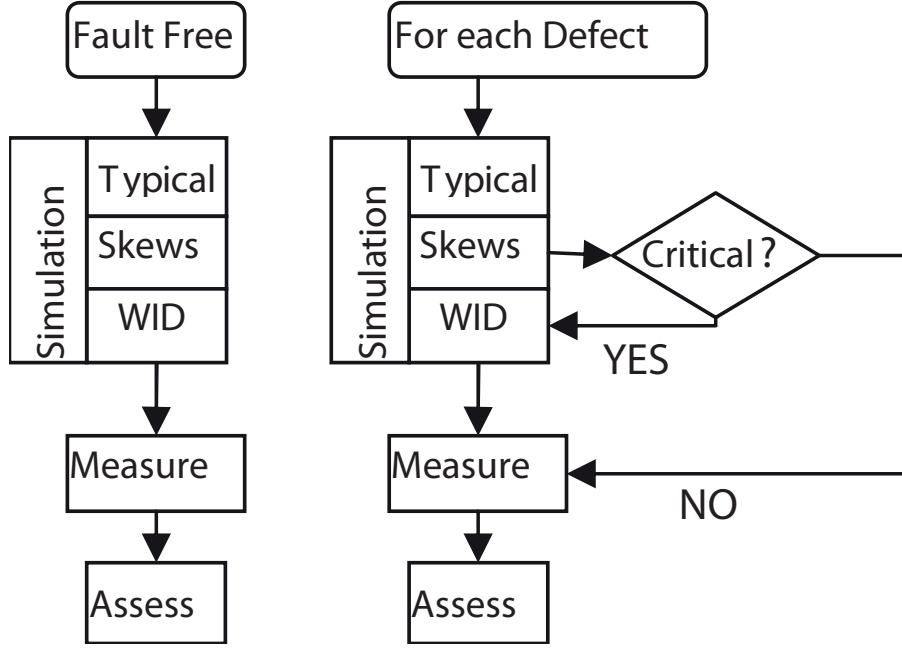 Fault Free
Simulation
Typical
Skews
WID
Measure
Assess
For each Defect
Simulation
Typical
Skews
WID
Critical ?
YES
Measure
NO
Assess